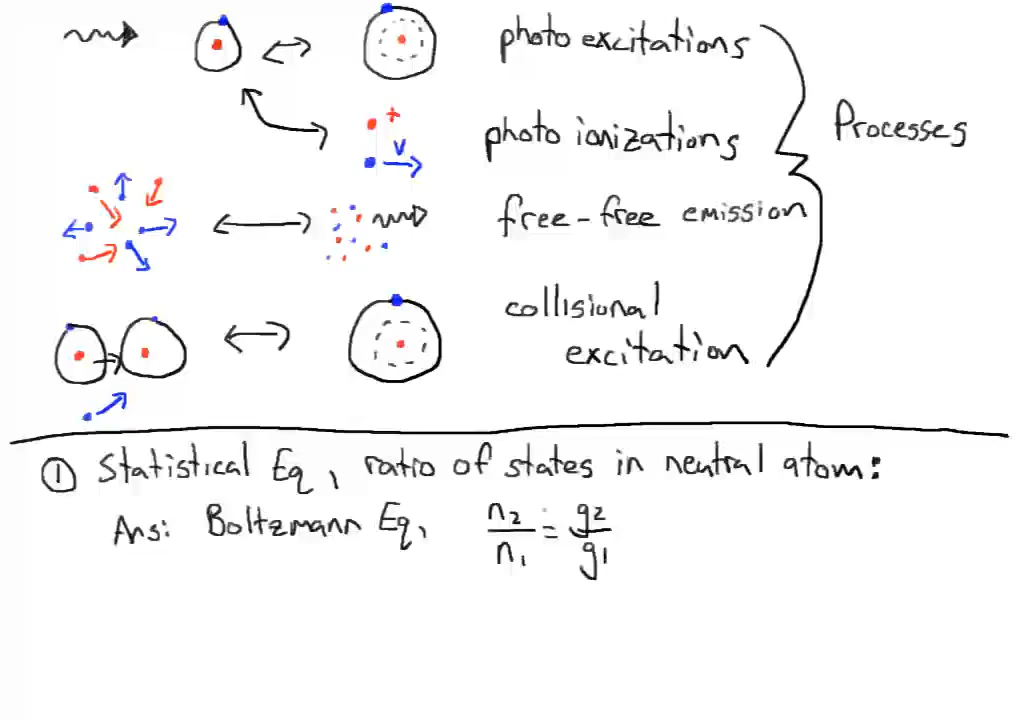 photo excitations
photo ionizations
+
v
free-free emission
collisional
excitation
Processes
① Statistical Eq, ratio of states in neutral atom:
Ans: Boltzmann Eq, n₂/n₁ = g₂/g₁